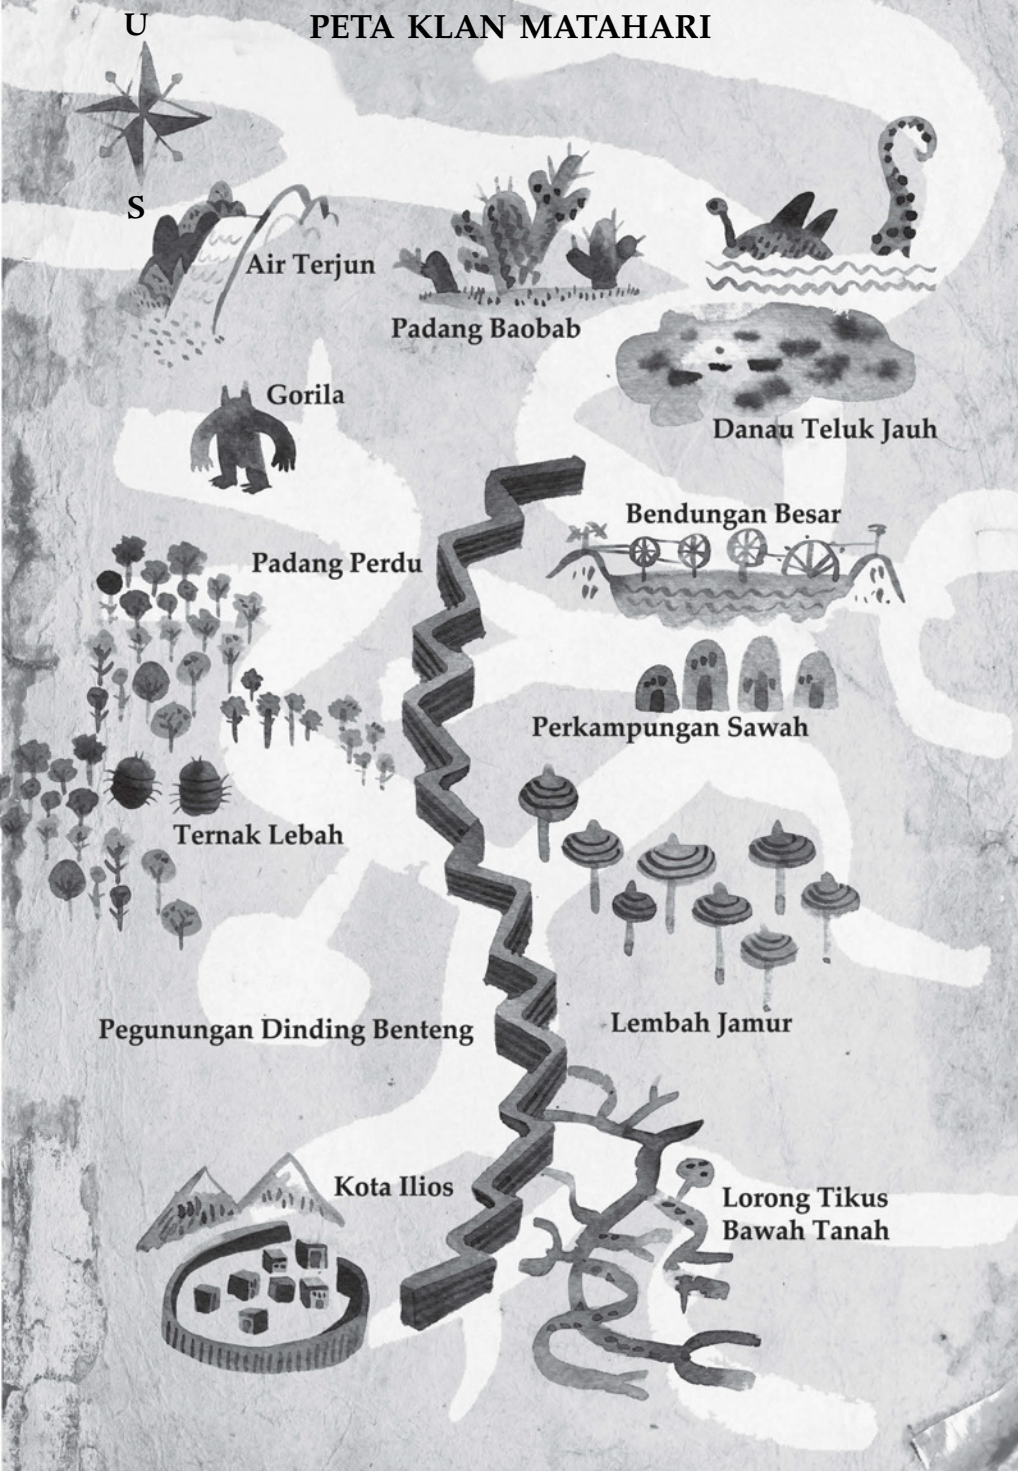 U
PETA KLAN MATAHARI
S
Air Terjun
Padang Baobab
Danau Teluk Jauh
Gorila
Bendungan Besar
Padang Perdu
Perkampungan Sawah
Ternak Lebah
Pegunungan Dinding Benteng
Lembah Jamur
Kota Ilios
Lorong Tikus
Bawah Tanah